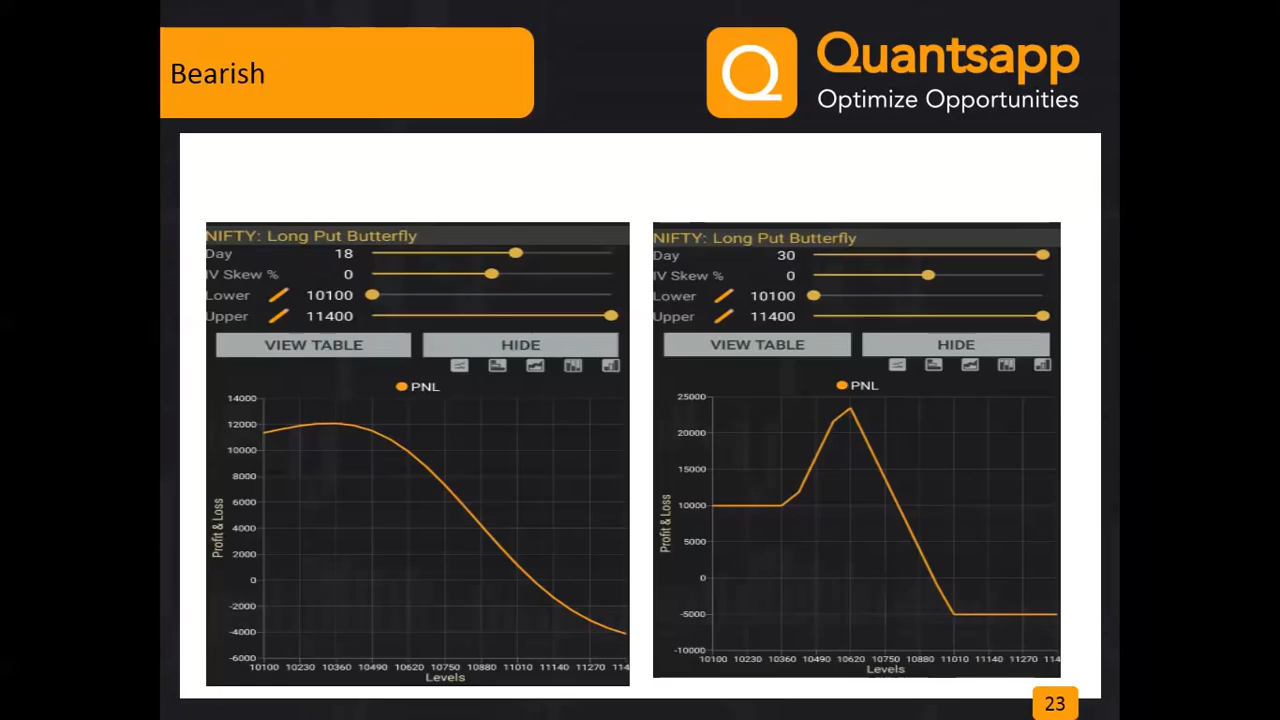 Bearish
Quantsapp
Optimize Opportunities
NIFTY: Long Put Butterfly
Day 18
IV Skew % 0
Lower 10100
Upper 11400
VIEW TABLE HIDE
PNL
14000
12000
10000
8000
6000
4000
2000
0
-2000
-4000
-6000
Profit & Loss
10100 10230 10360 10490 10620 10750 10880 11010 11140 11270 114
Levels
NIFTY: Long Put Butterfly
Day 30
IV Skew % 0
Lower 10100
Upper 11400
VIEW TABLE HIDE
PNL
25000
20000
15000
10000
5000
0
-5000
-10000
Profit & Loss
10100 10230 10360 10490 10620 10750 10880 11010 11140 11270 114
Levels
23